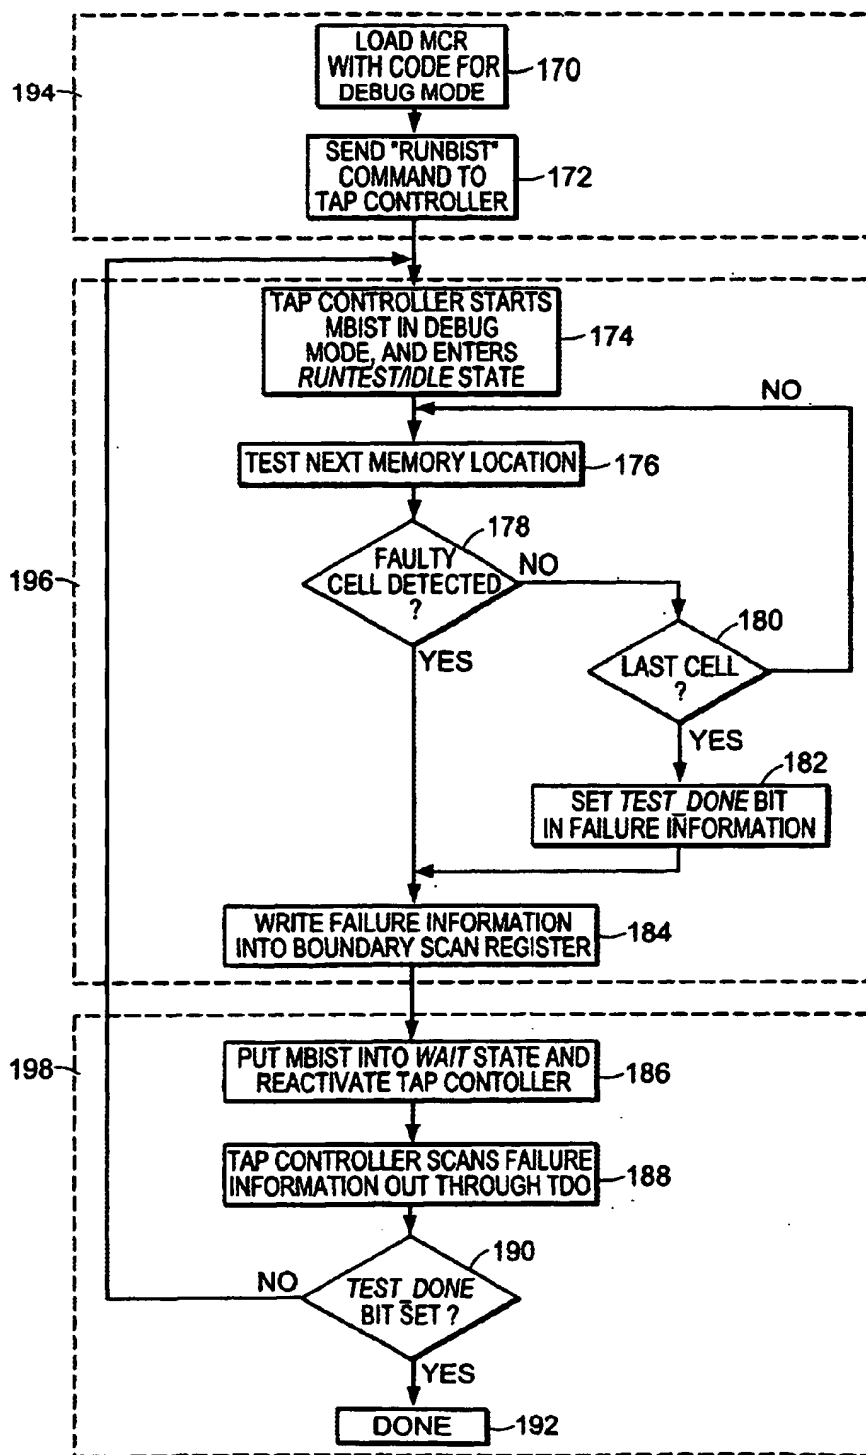 LOAD MCR
WITH CODE FOR
DEBUG MODE
170
194
SEND "RUNBIST"
COMMAND TO
TAP CONTROLLER
172
TAP CONTROLLER STARTS
MBIST IN DEBUG
MODE, AND ENTERS
RUNTEST/IDLE STATE
174
NO
TEST NEXT MEMORY LOCATION
176
178
FAULTY
CELL DETECTED
?
NO
196
180
YES
LAST CELL
?
YES
182
SET TEST_DONE BIT
IN FAILURE INFORMATION
WRITE FAILURE INFORMATION
INTO BOUNDARY SCAN REGISTER
184
198
PUT MBIST INTO WAIT STATE AND
REACTIVATE TAP CONTOLLER
186
TAP CONTROLLER SCANS FAILURE
INFORMATION OUT THROUGH TDO
188
190
NO
TEST_DONE
BIT SET ?
YES
DONE
192